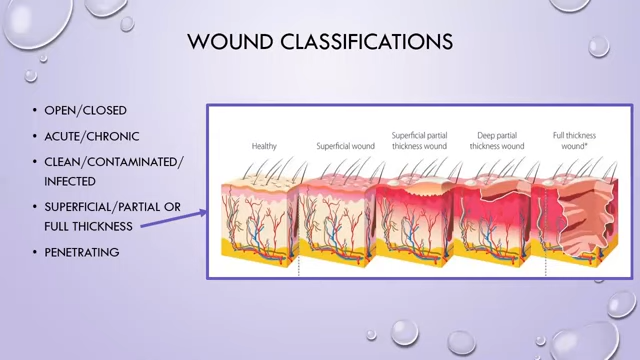 WOUND CLASSIFICATIONS
• OPEN/CLOSED
• ACUTE/CHRONIC
• CLEAN/CONTAMINATED/
INFECTED
• SUPERFICIAL/PARTIAL OR
FULL THICKNESS
• PENETRATING
Healthy
Superficial wound
Superficial partial
thickness wound
Deep partial
thickness wound
Full thickness
wound*